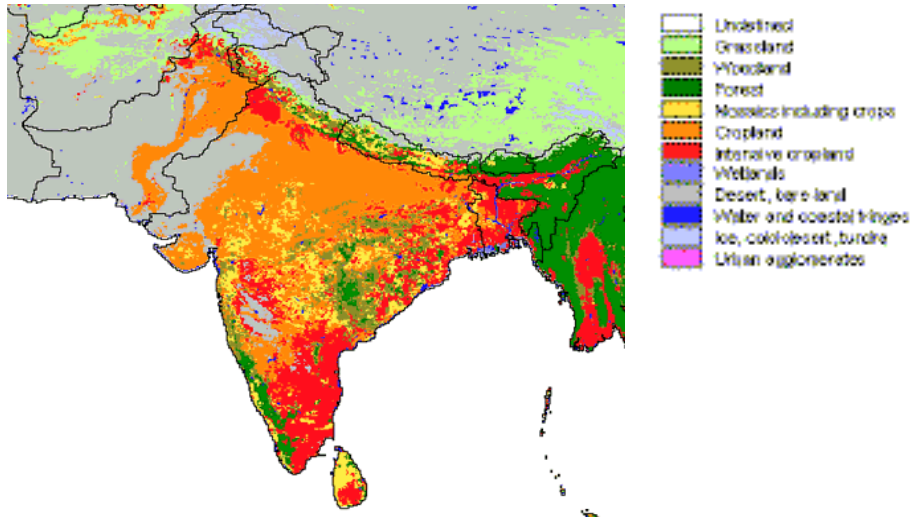 Undefined
Grassland
Woodland
Forest
Mosaics including crops
Cropland
Intensive cropland
Wetlands
Desert, bare land
Water and coastal fringes
Ice, cold desert, tundra
Urban agglomerates